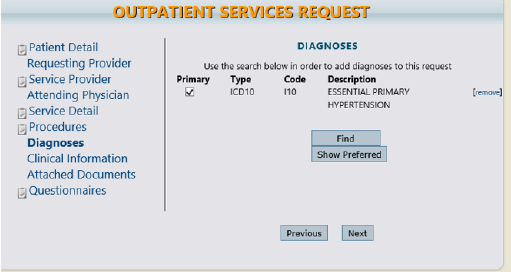 OUTPATIENT SERVICES REQUEST
Patient Detail
Requesting Provider
Service Provider
Attending Physician
Service Detail
Procedures
Diagnoses
Clinical Information
Attached Documents
Questionnaires
DIAGNOSES
Use the search below in order to add diagnoses to this request
Primary Type Code Description
ICD10 I10 ESSENTIAL PRIMARY [remove]
HYPERTENSION
Find
Show Preferred
Previous Next